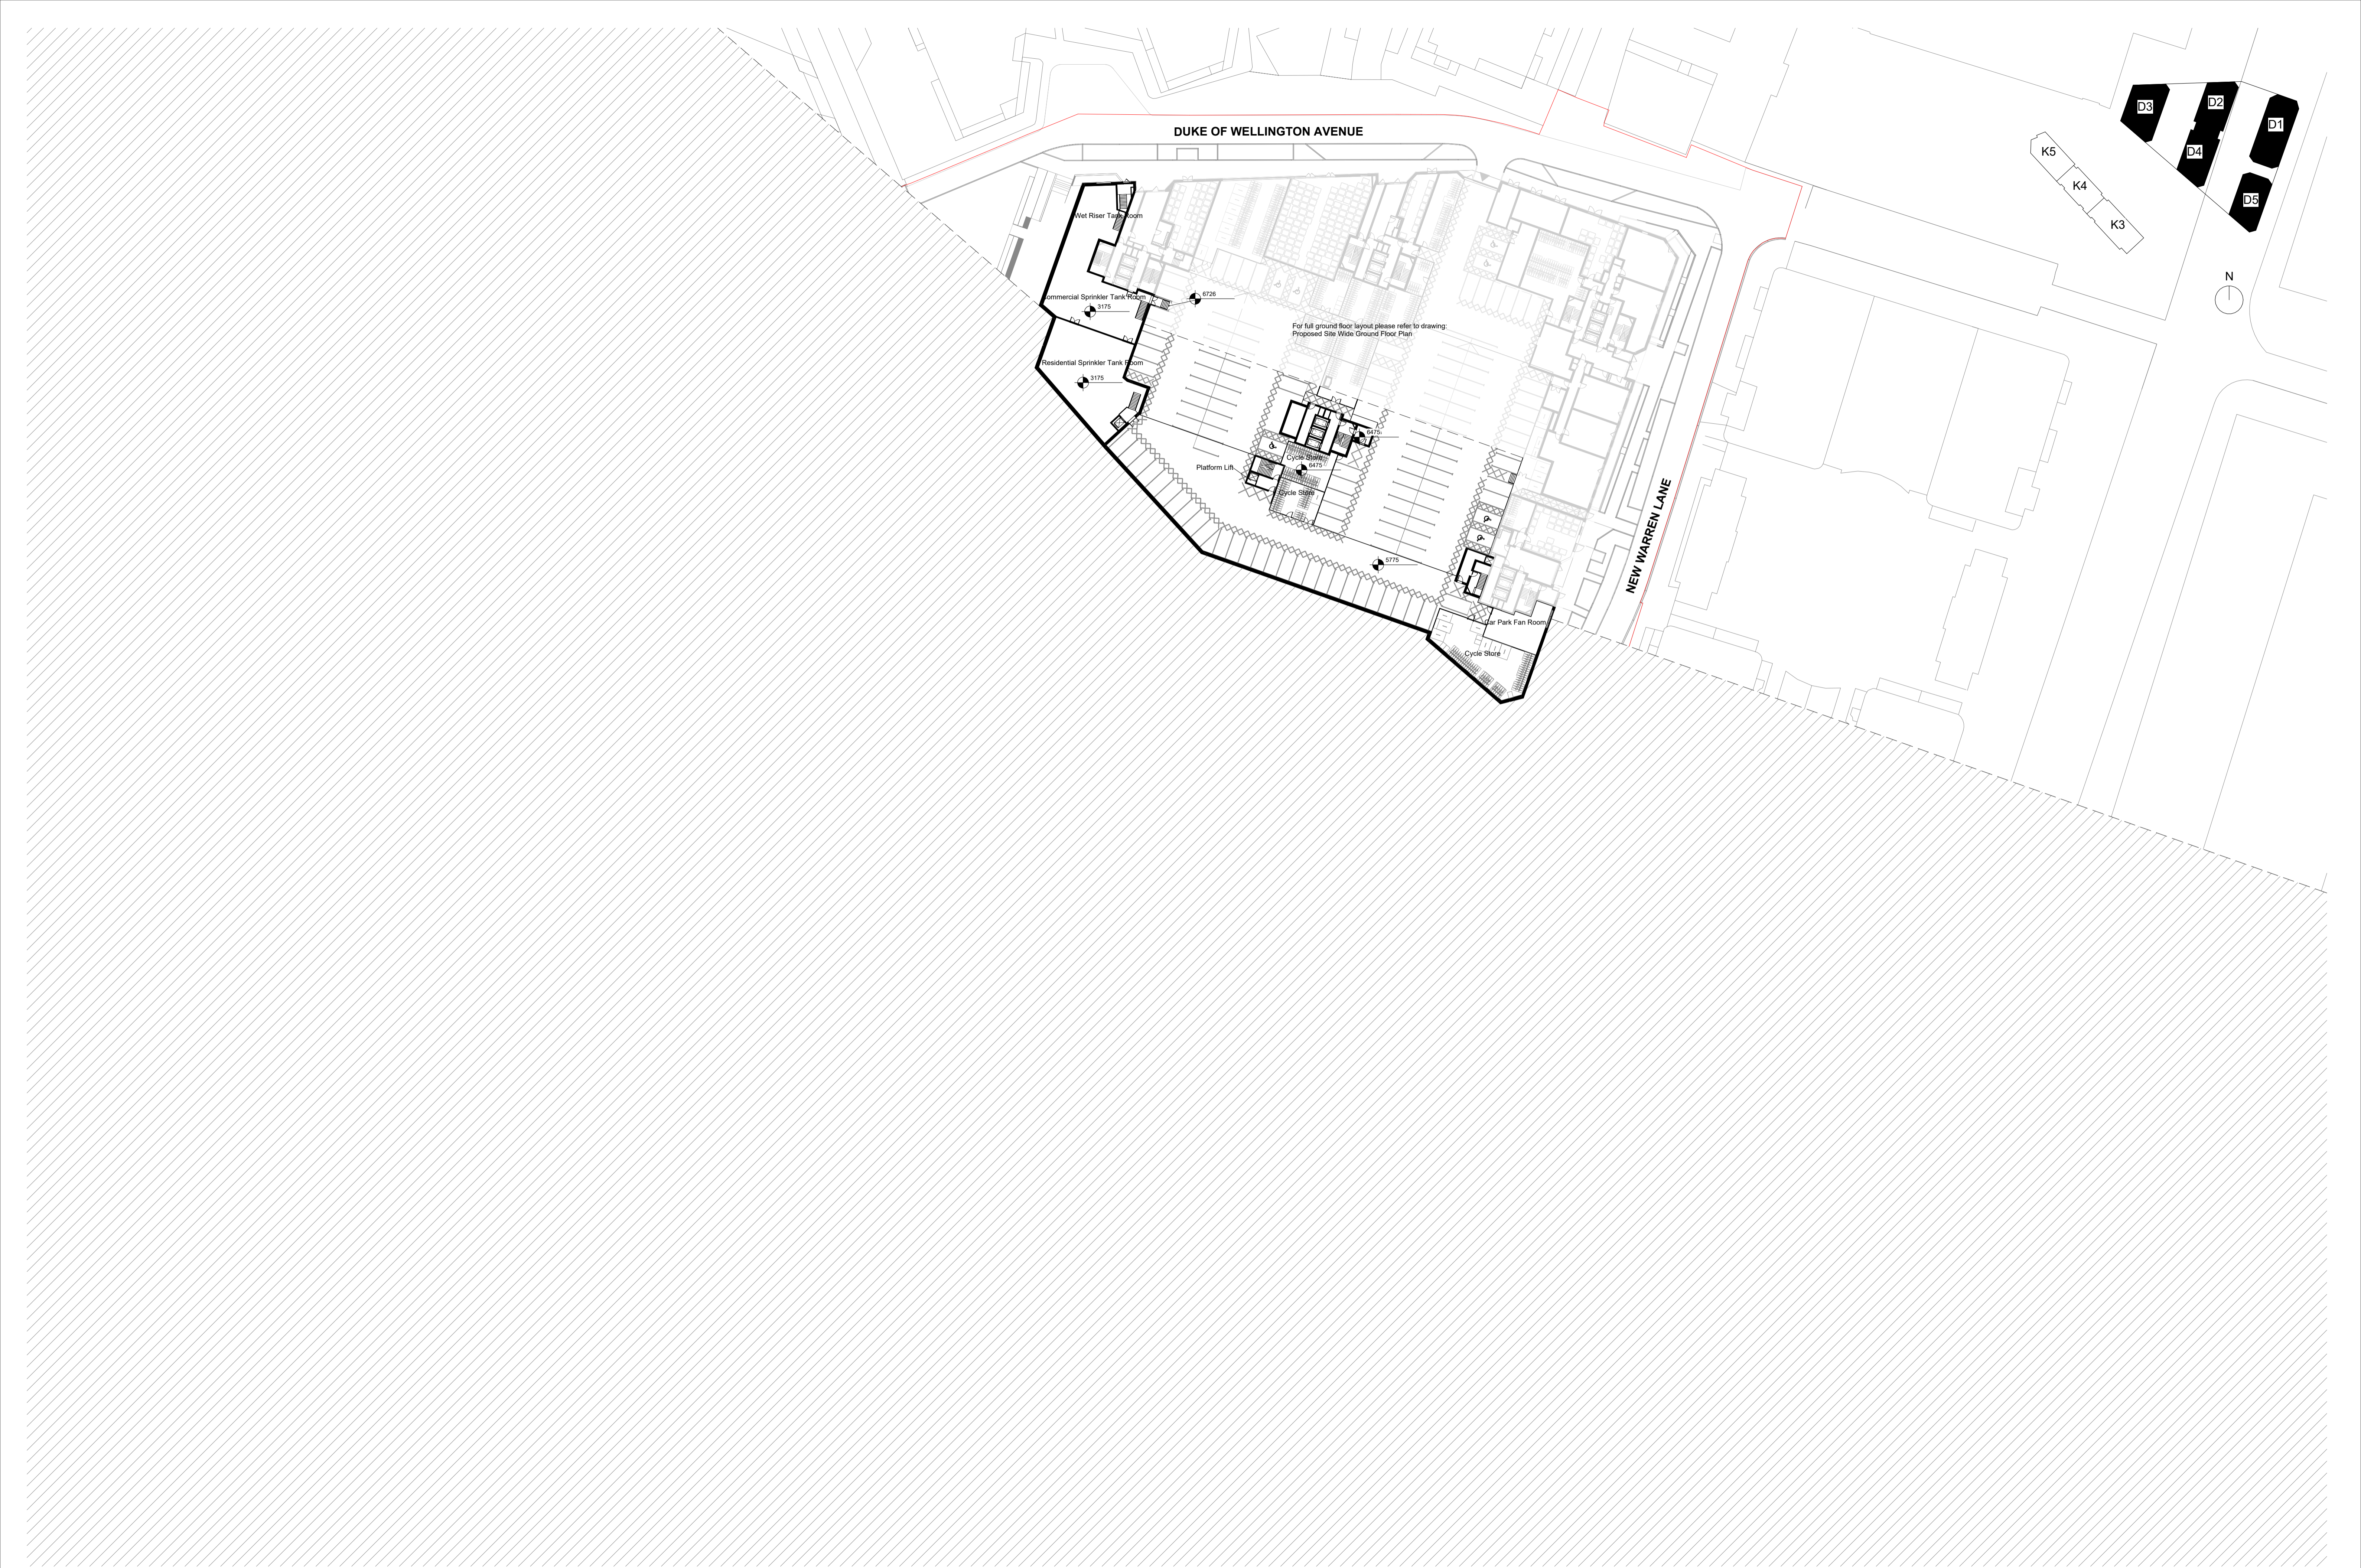 DUKE OF WELLINGTON AVENUE
D3
D2
D1
D4
D5
K5
K4
K3
N
Wet Riser Tank Room
Commercial Sprinkler Tank Room
3175
6726
For full ground floor layout please refer to drawing:
Proposed Site Wide Ground Floor Plan
Residential Sprinkler Tank Room
3175
6475
Cycle Store
6475
Platform Lift
Cycle Store
5775
NEW WARREN LANE
Car Park Fan Room
Cycle Store